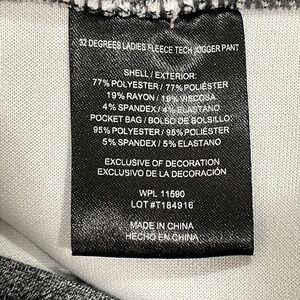 32 DEGREES LADIES FLEECE TECH JOGGER PANT
SHELL / EXTERIOR:
77% POLYESTER / 77% POLIÉSTER
19% RAYON / 19% VISCOSA
4% SPANDEX / 4% ELASTANO
POCKET BAG / BOLSO DE BOLSILLO:
95% POLYESTER / 95% POLIÉSTER
5% SPANDEX / 5% ELASTANO
EXCLUSIVE OF DECORATION
EXCLUSIVO DE LA DECORACIÓN
WPL 11590
LOT #T184916
MADE IN CHINA
HECHO EN CHINA